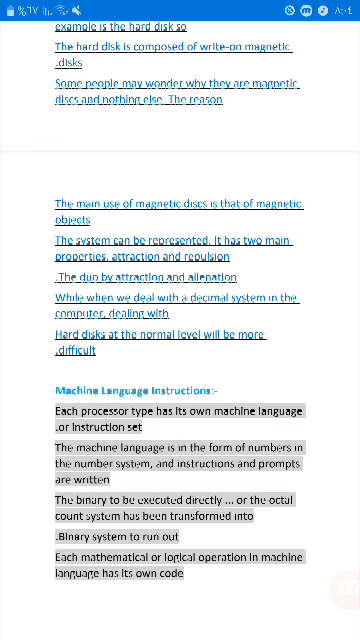 %٦٧
٨:٠٤
example is the hard disk so
The hard disk is composed of write-on magnetic
.disks
Some people may wonder why they are magnetic
discs and nothing else. The reason
The main use of magnetic discs is that of magnetic
objects
The system can be represented. It has two main
properties, attraction and repulsion
.The duo by attraction and alienation
While when we deal with a decimal system in the
computer, dealing with
Hard disks at the normal level will be more
.difficult
Machine Language Instructions:-
Each processor type has its own machine language
.or instruction set
The machine language is in the form of numbers in
the number system, and instructions and prompts
are written
The binary to be executed directly ... or the octul
count system has been transformed into
.Binary system to run out
Each mathematical or logical operation in machine
language has its own code